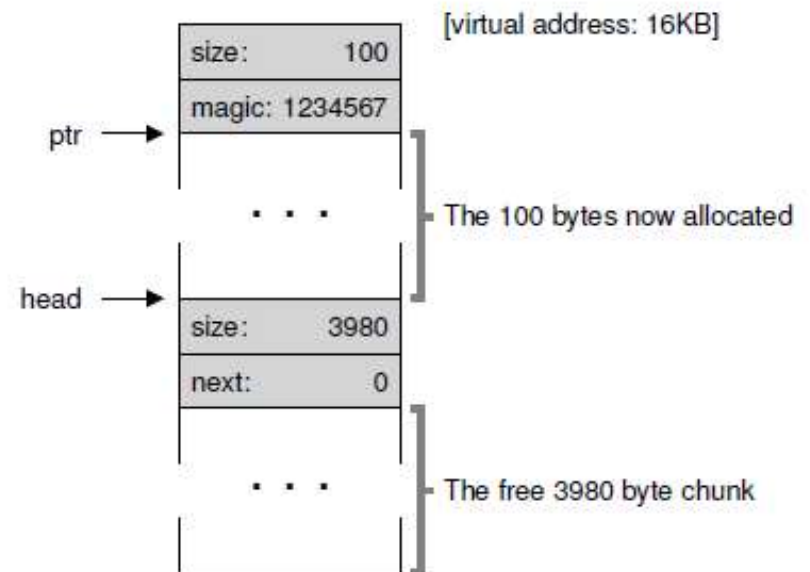 [virtual address: 16KB]
size: 100
magic: 1234567
ptr
. . .
The 100 bytes now allocated
head
size: 3980
next: 0
. . .
The free 3980 byte chunk